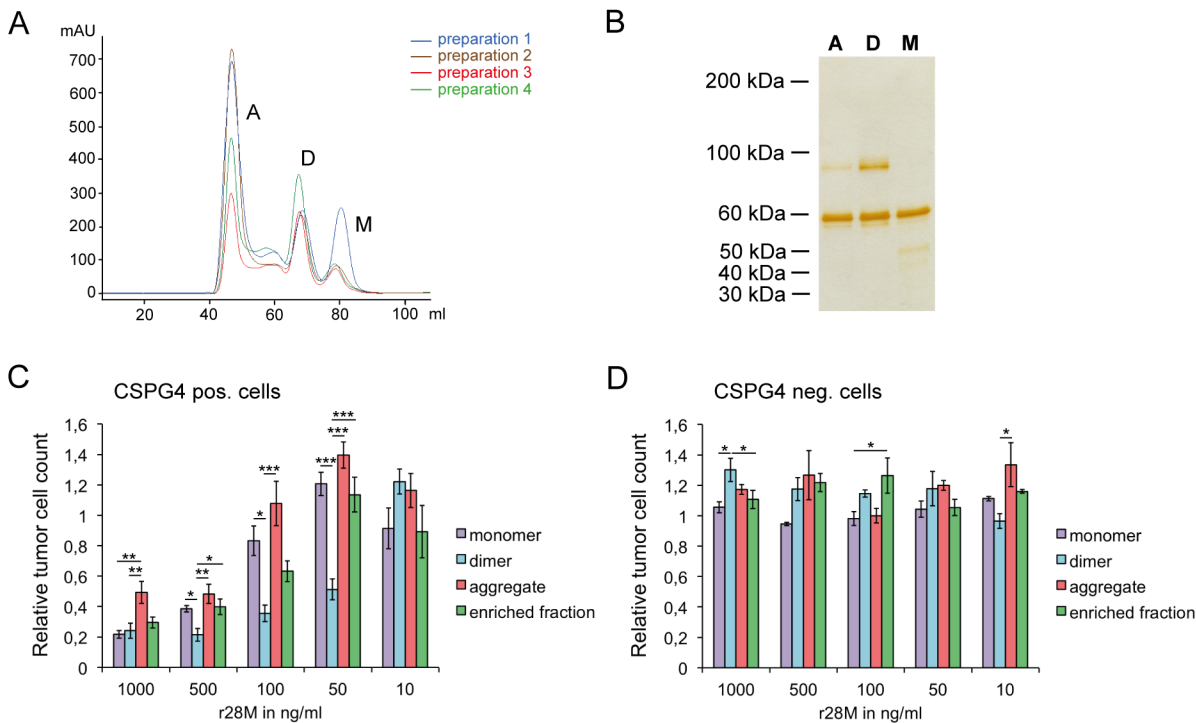 A
mAU
700
600
500
400
300
200
100
0
20 40 60 80 100 ml
A
D
M
preparation 1
preparation 2
preparation 3
preparation 4
B
A D M
200 kDa
100 kDa
60 kDa
50 kDa
40 kDa
30 kDa
C
CSPG4 pos. cells
Relative tumor cell count
1,6
1,4
1,2
1
0,8
0,6
0,4
0,2
0
** ** * ** * * *** *** *** ***
1000 500 100 50 10
r28M in ng/ml
monomer
dimer
aggregate
enriched fraction
D
CSPG4 neg. cells
Relative tumor cell count
1,6
1,4
1,2
1
0,8
0,6
0,4
0,2
0
* * * *
1000 500 100 50 10
r28M in ng/ml
monomer
dimer
aggregate
enriched fraction